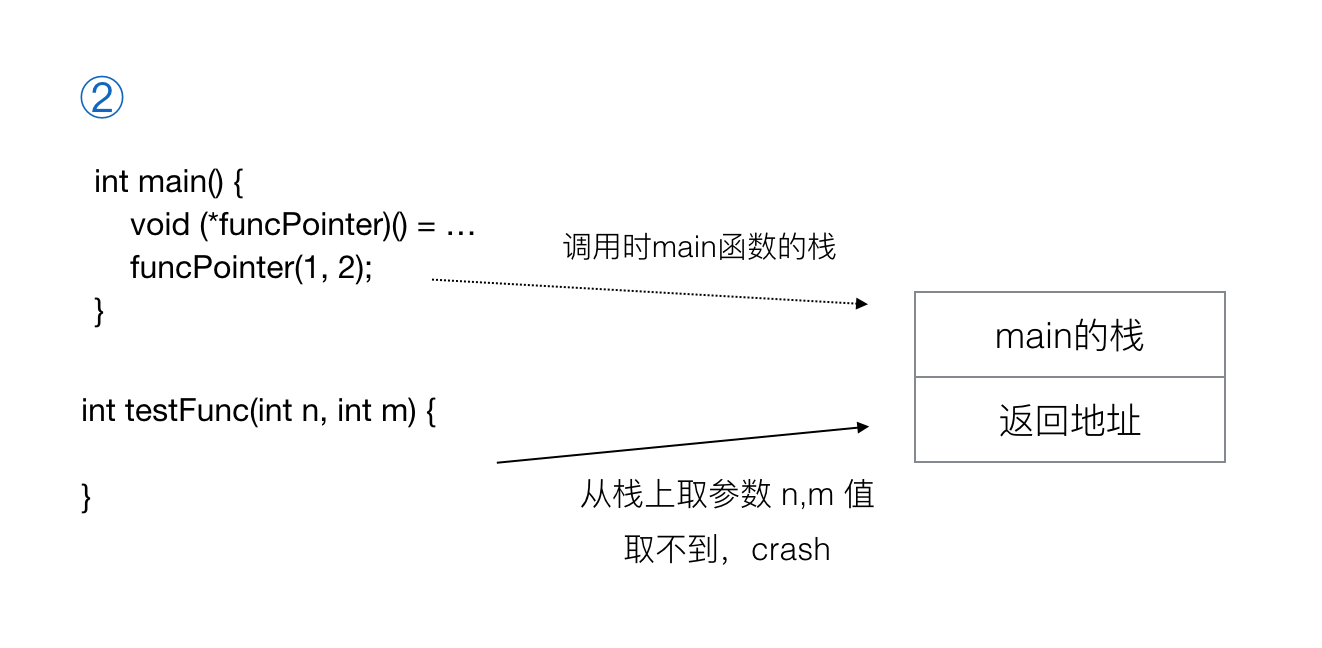 ②
int main() {
void (*funcPointer)() = …
funcPointer(1, 2);
}
调用时main函数的栈
main的栈
返回地址
int testFunc(int n, int m) {
}
从栈上取参数 n,m 值
取不到，crash